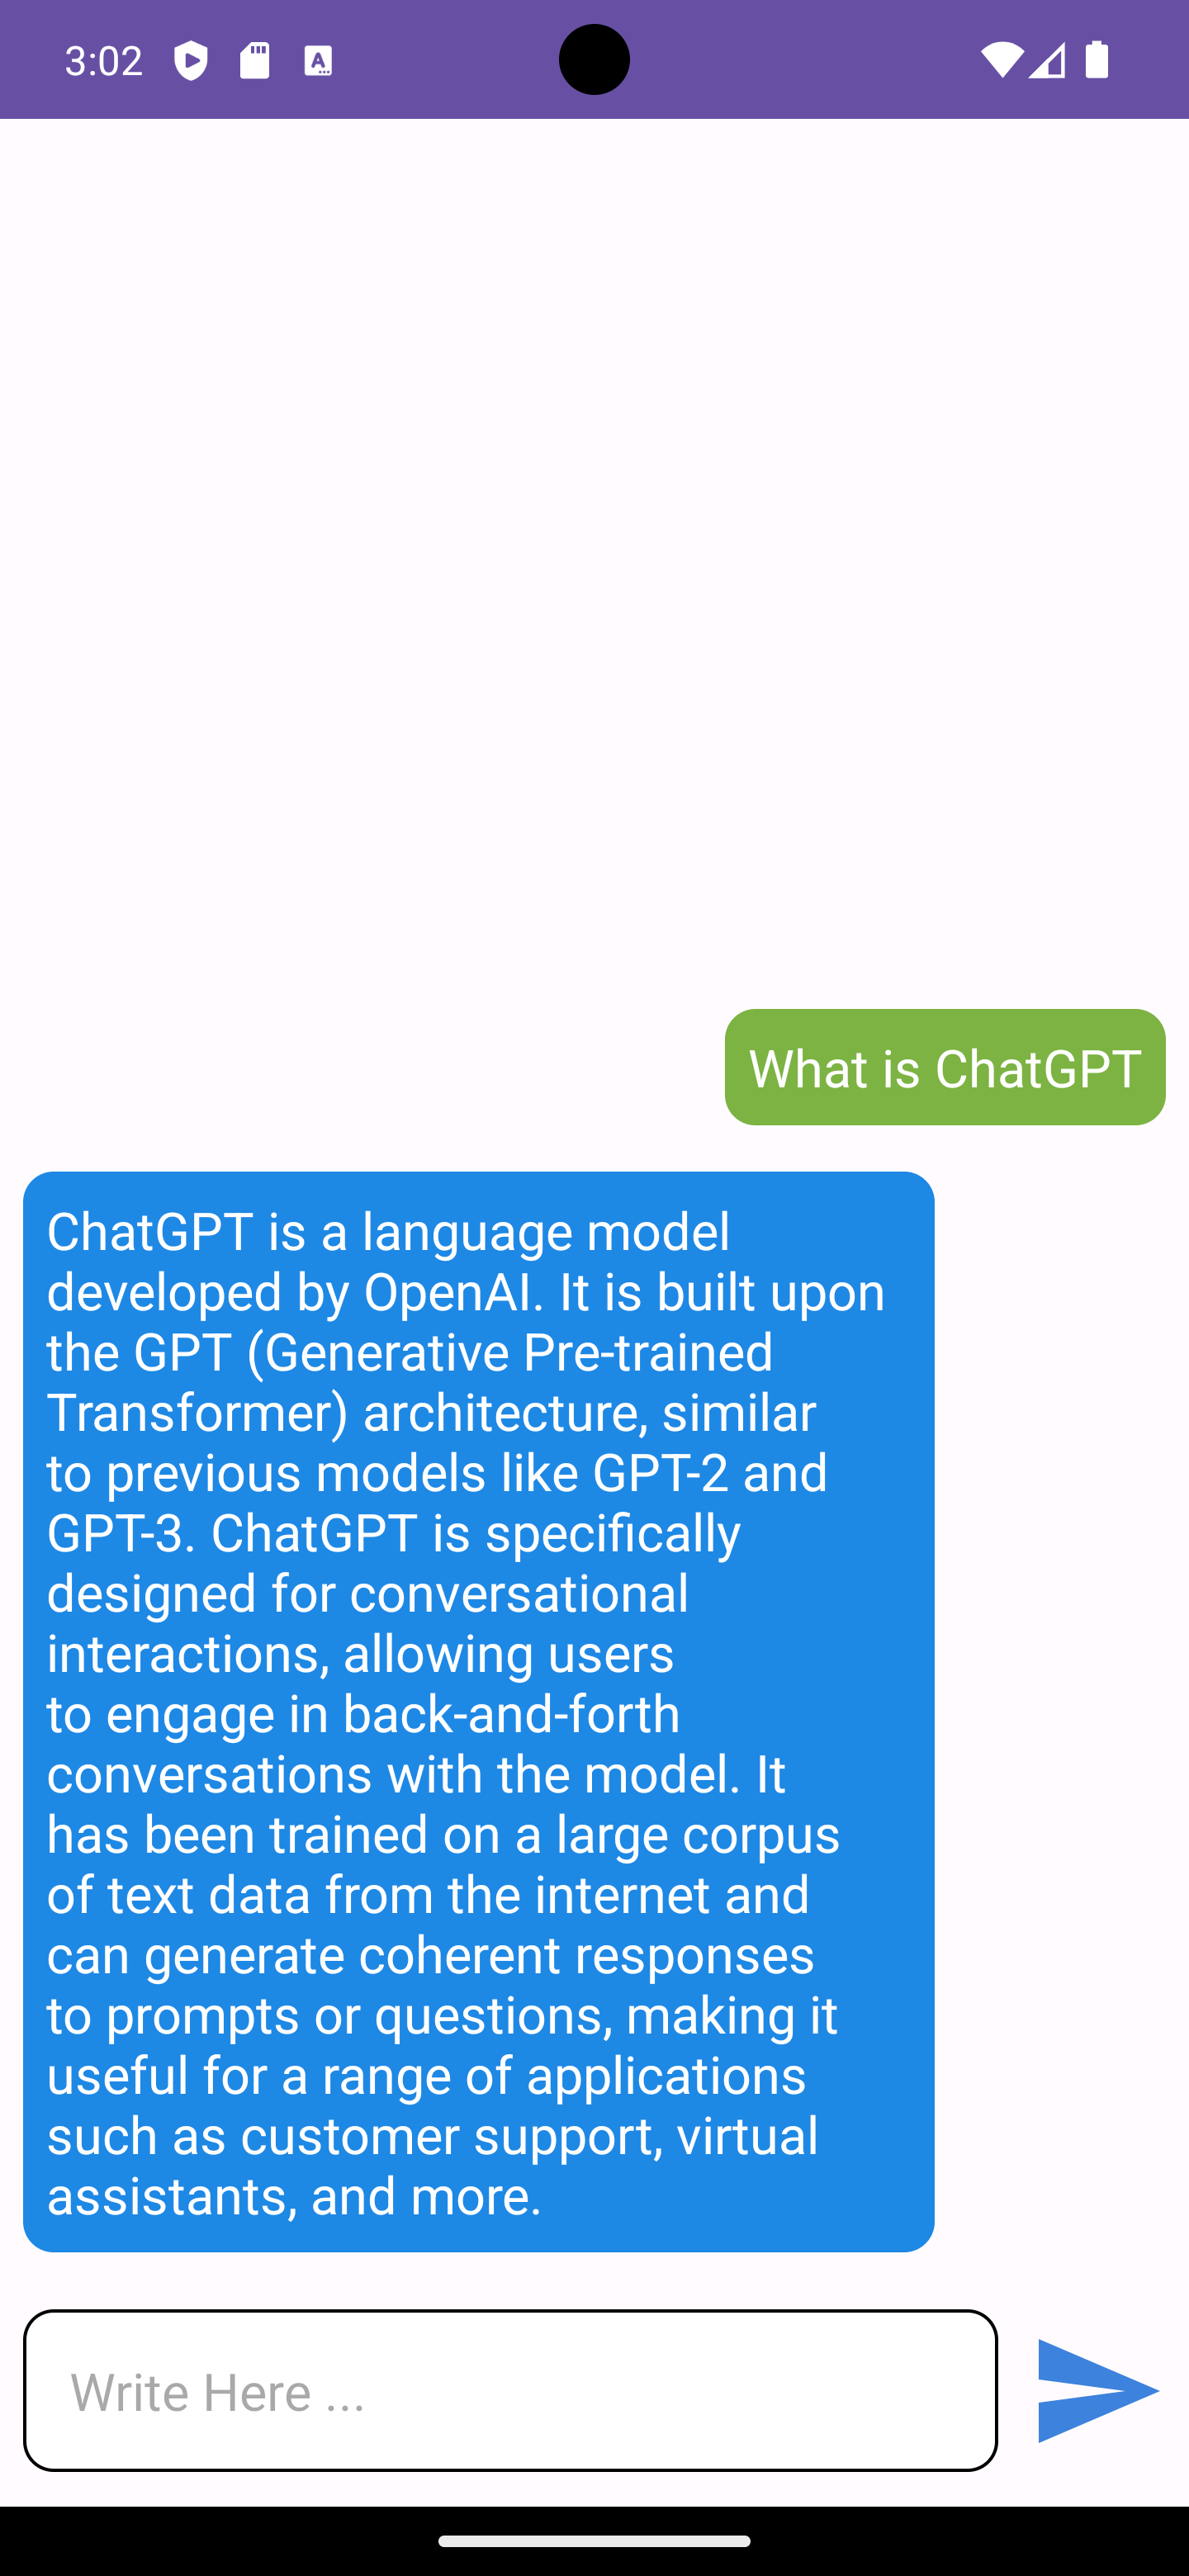 3:02
What is ChatGPT
ChatGPT is a language model
developed by OpenAI. It is built upon
the GPT (Generative Pre-trained
Transformer) architecture, similar
to previous models like GPT-2 and
GPT-3. ChatGPT is specifically
designed for conversational
interactions, allowing users
to engage in back-and-forth
conversations with the model. It
has been trained on a large corpus
of text data from the internet and
can generate coherent responses
to prompts or questions, making it
useful for a range of applications
such as customer support, virtual
assistants, and more.
Write Here ...